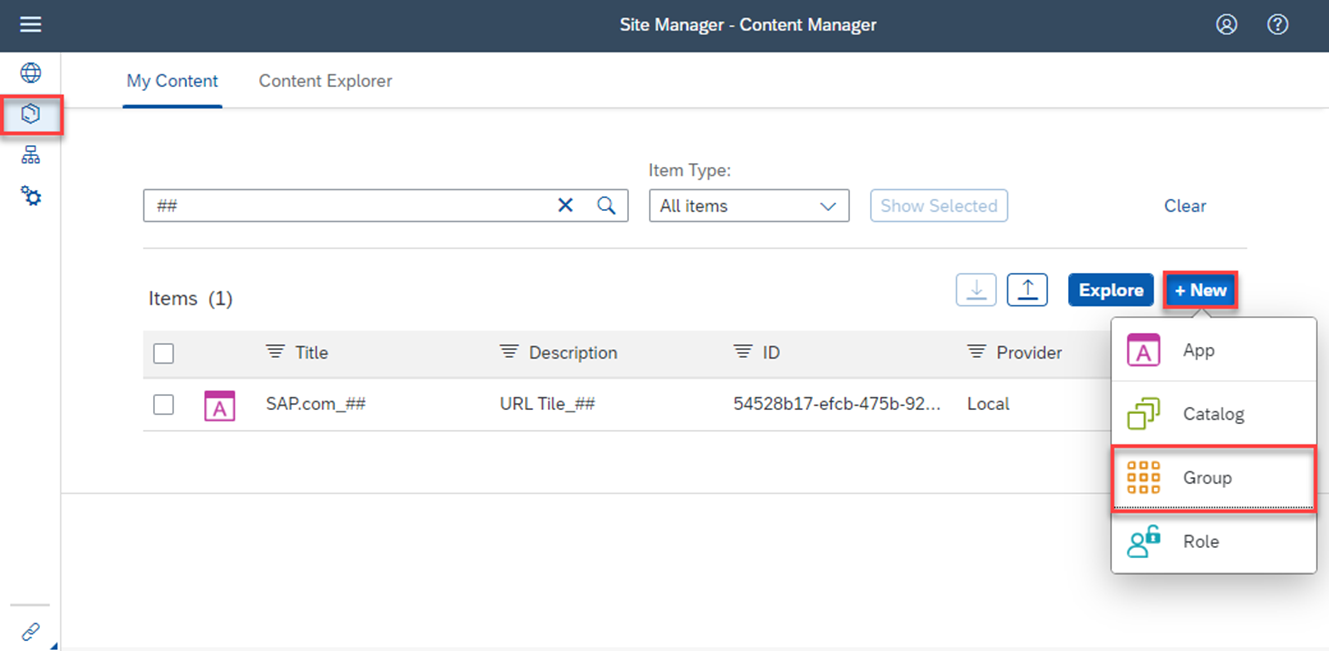 Site Manager - Content Manager
My Content Content Explorer
Item Type:
## All items Show Selected Clear
Items (1) Explore + New
Title Description ID Provider
A SAP.com_## URL Tile_## 54528b17-efcb-475b-92... Local
A App
Catalog
Group
Role